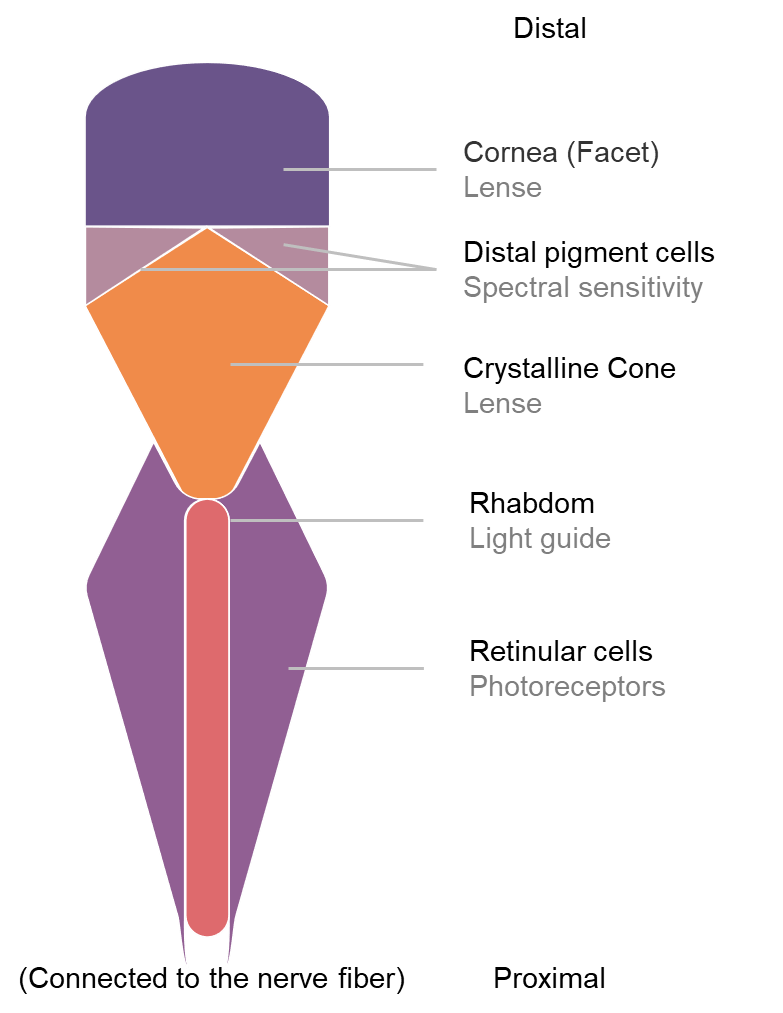 Distal
Cornea (Facet)
Lense
Distal pigment cells
Spectral sensitivity
Crystalline Cone
Lense
Rhabdom
Light guide
Retinular cells
Photoreceptors
(Connected to the nerve fiber)
Proximal